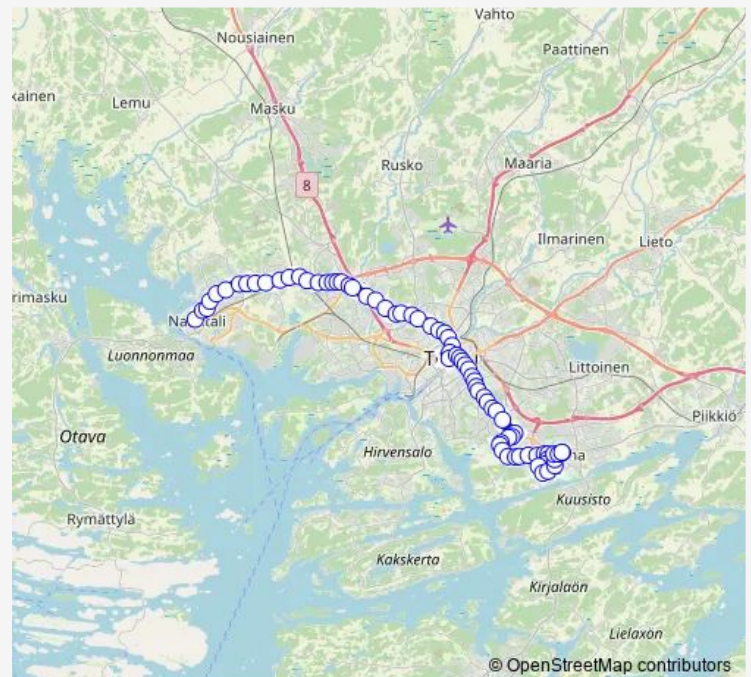 Vahto
Nousiainen
Paattinen
kainen
Lemu
Masku
Rusko
Maaria
8
Ilmarinen
Lieto
rimasku
Luonnonmaa
Littoinen
Piikkiö
Otava
Hirvensalo
Kuusisto
Rymättylä
Kakskerta
Kirjalaön
Lielaxön
© OpenStreetMap contributors